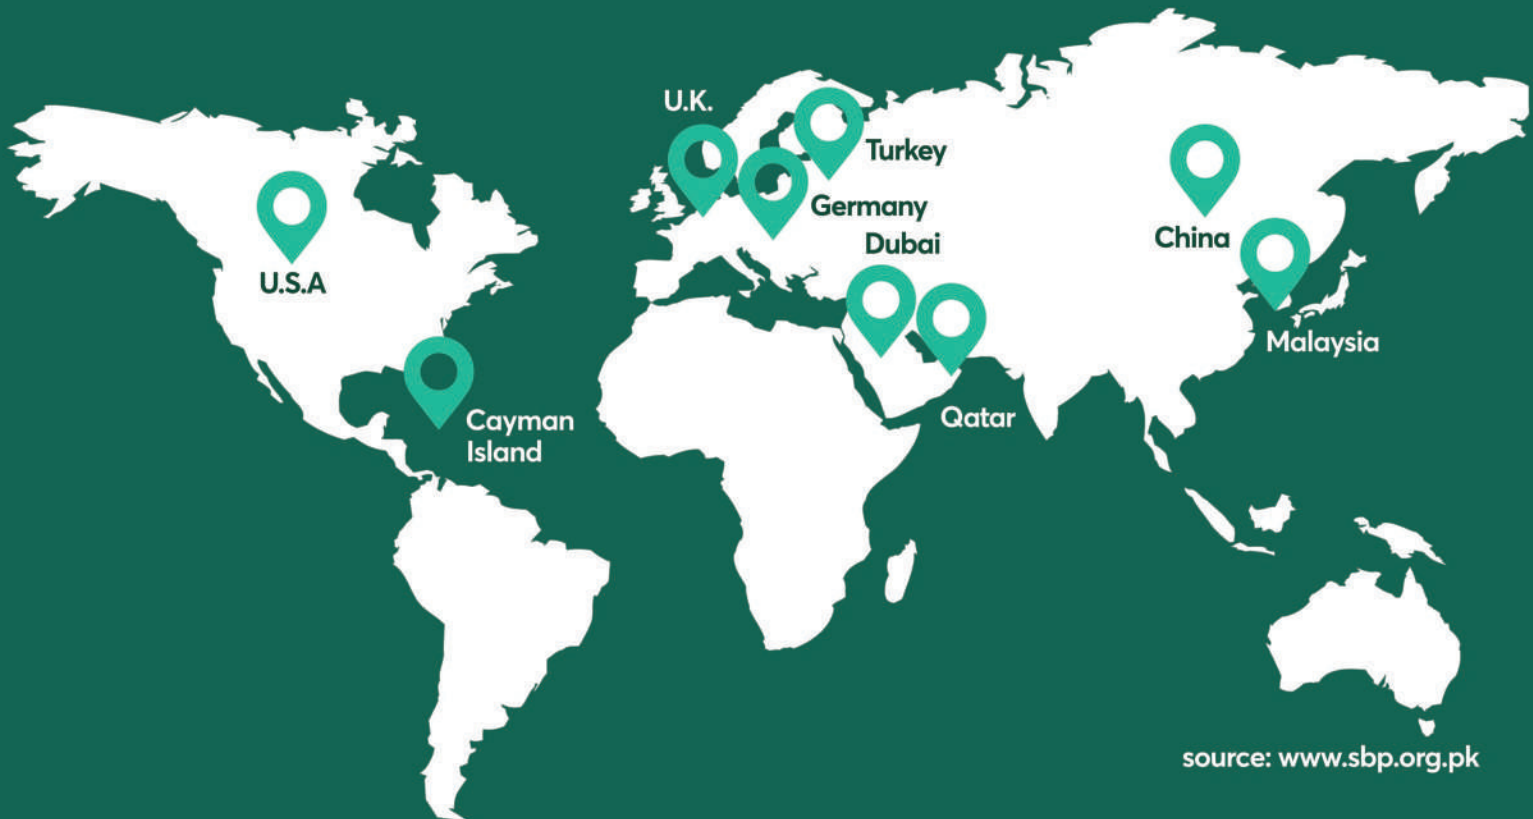 U.K.
Turkey
Germany
Dubai
China
U.S.A
Malaysia
Qatar
Cayman
Island
source: www.sbp.org.pk